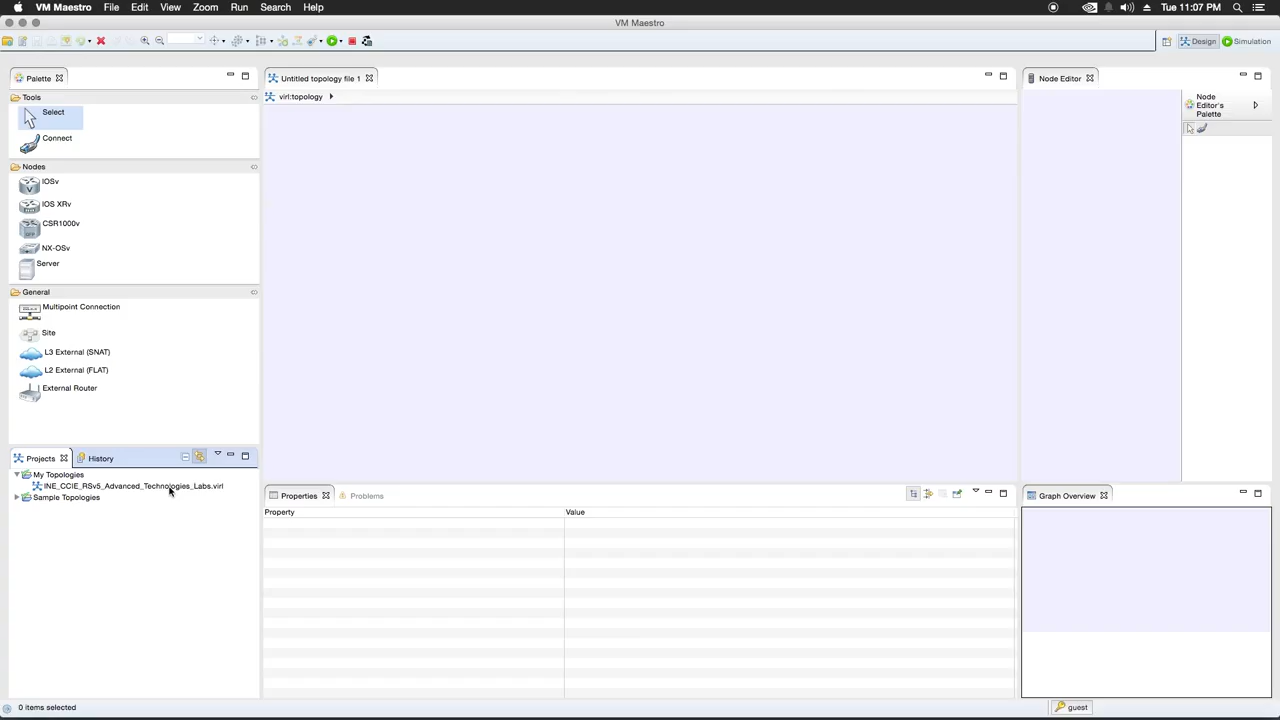 VM Maestro File Edit View Zoom Run Search Help Tue 11:07 PM
VM Maestro
Design Simulation
Palette
Tools
Select
Connect
Nodes
IOSv
IOS XRv
CSR1000v
NX-OSv
Server
General
Multipoint Connection
Site
L3 External (SNAT)
L2 External (FLAT)
External Router
Projects History
My Topologies
INE_CCIE_RSv5_Advanced_Technologies_Labs.virl
Sample Topologies
Untitled topology file 1
virl:topology
Properties Problems
Property Value
Node Editor
Node
Editor's
Palette
Graph Overview
0 items selected
guest